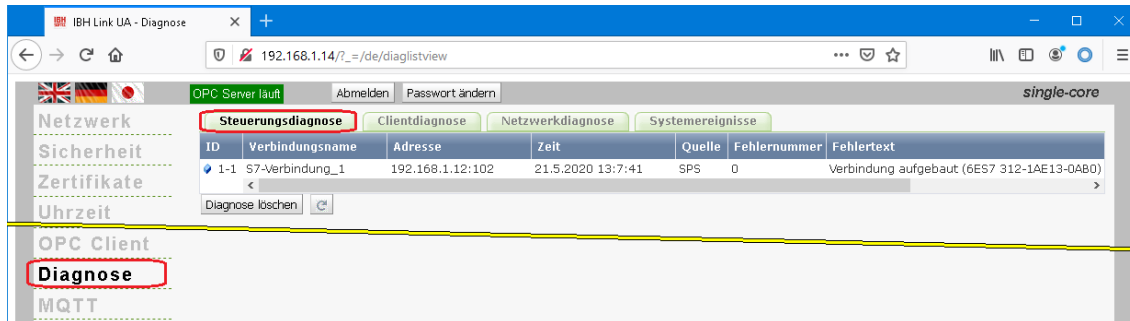 IBH Link UA - Diagnose
192.168.1.14/?_=/de/diaglistview
OPC Server läuft Abmelden Passwort ändern single-core
Netzwerk
Sicherheit
Zertifikate
Uhrzeit
OPC Client
Diagnose
MQTT
Steuerungsdiagnose Clientdiagnose Netzwerkdiagnose Systemereignisse
ID Verbindungsname Adresse Zeit Quelle Fehlernummer Fehlertext
1-1 S7-Verbindung_1 192.168.1.12:102 21.5.2020 13:7:41 SPS 0 Verbindung aufgebaut (6ES7 312-1AE13-0AB0)
Diagnose löschen